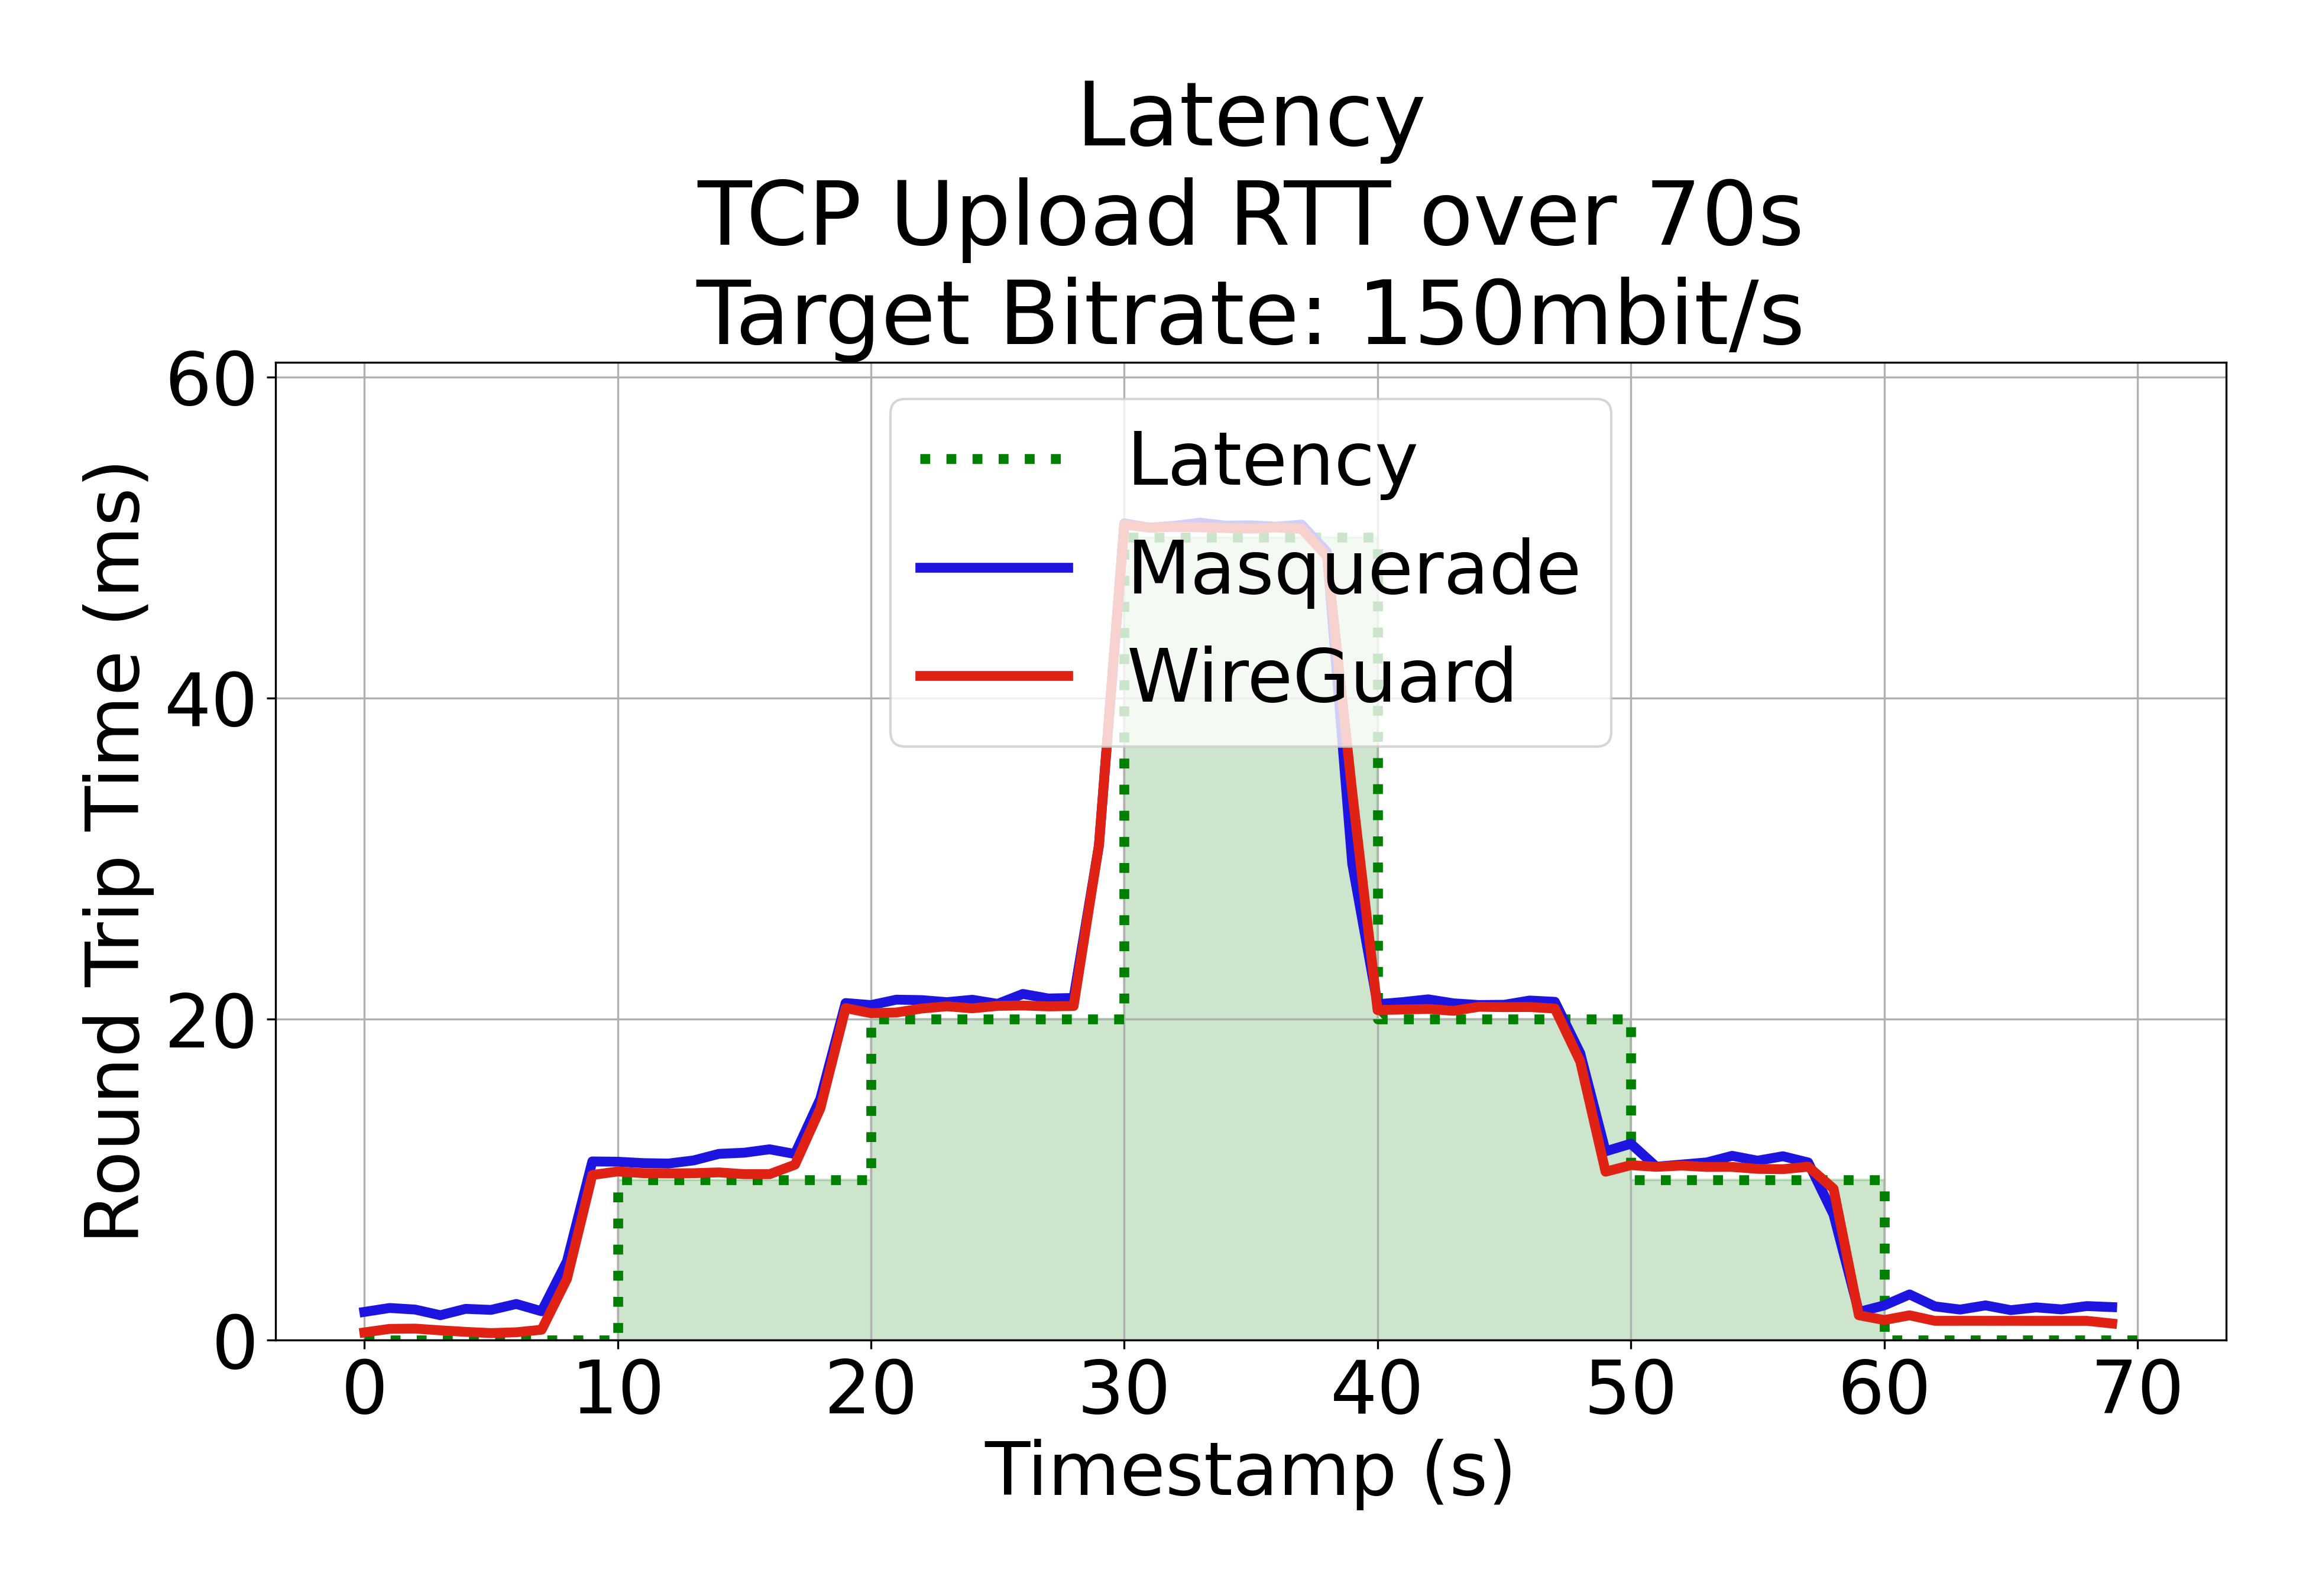 Latency
TCP Upload RTT over 70s
Target Bitrate: 150mbit/s
Round Trip Time (ms)
60
40
20
0
Latency
Masquerade
WireGuard
0 10 20 30 40 50 60 70
Timestamp (s)